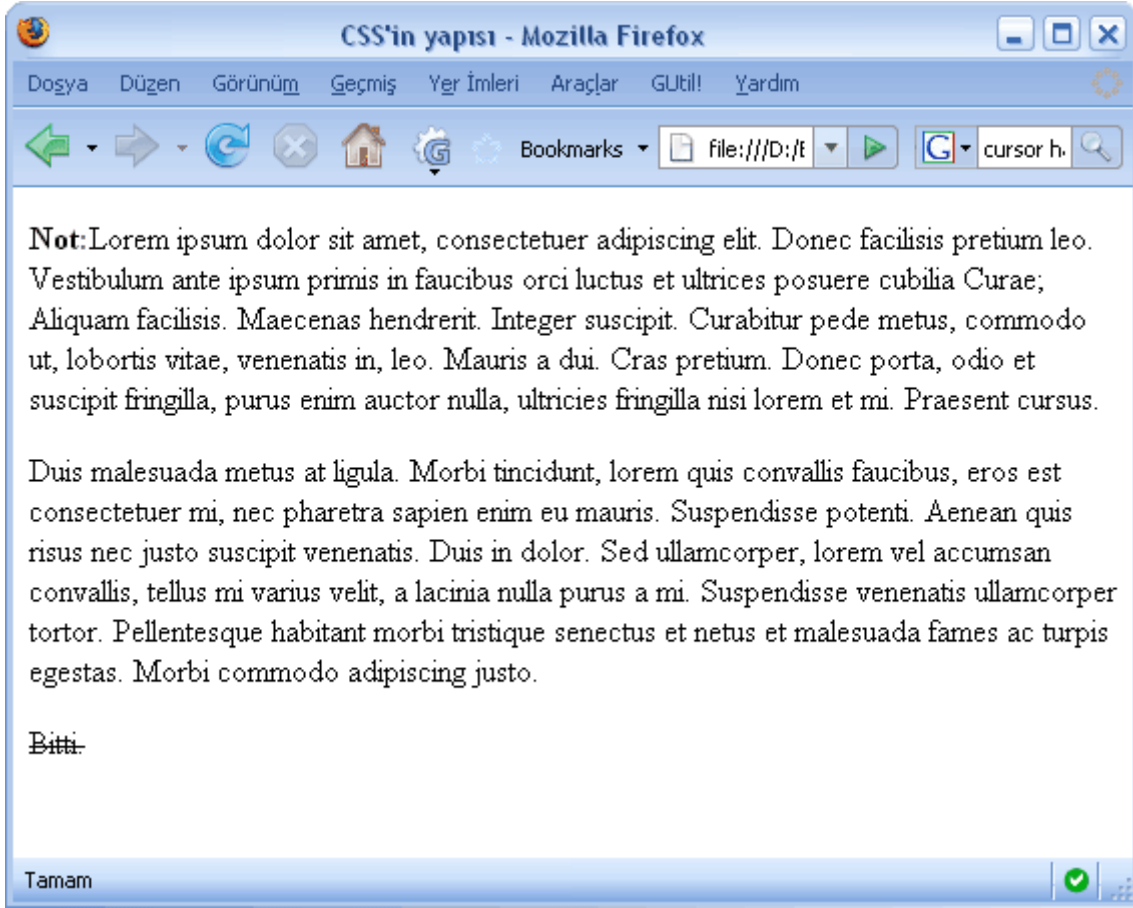 CSS'in yapısı - Mozilla Firefox
Dosya Düzen Görünüm Geçmiş Yer İmleri Araçlar GUtil! Yardım
Bookmarks file:///D:/E G cursor h
Not:Lorem ipsum dolor sit amet, consectetuer adipiscing elit. Donec facilisis pretium leo.
Vestibulum ante ipsum primis in faucibus orci luctus et ultrices posuere cubilia Curae;
Aliquam facilisis. Maecenas hendrerit. Integer suscipit. Curabitur pede metus, commodo
ut, lobortis vitae, venenatis in, leo. Mauris a dui. Cras pretium. Donec porta, odio et
suscipit fringilla, purus enim auctor nulla, ultricies fringilla nisi lorem et mi. Praesent cursus.
Duis malesuada metus at ligula. Morbi tincidunt, lorem quis convallis faucibus, eros est
consectetuer mi, nec pharetra sapien enim eu mauris. Suspendisse potenti. Aenean quis
risus nec justo suscipit venenatis. Duis in dolor. Sed ullamcorper, lorem vel accumsan
convallis, tellus mi varius velit, a lacinia nulla purus a mi. Suspendisse venenatis ullamcorper
tortor. Pellentesque habitant morbi tristique senectus et netus et malesuada fames ac turpis
egestas. Morbi commodo adipiscing justo.
Bitti.
Tamam